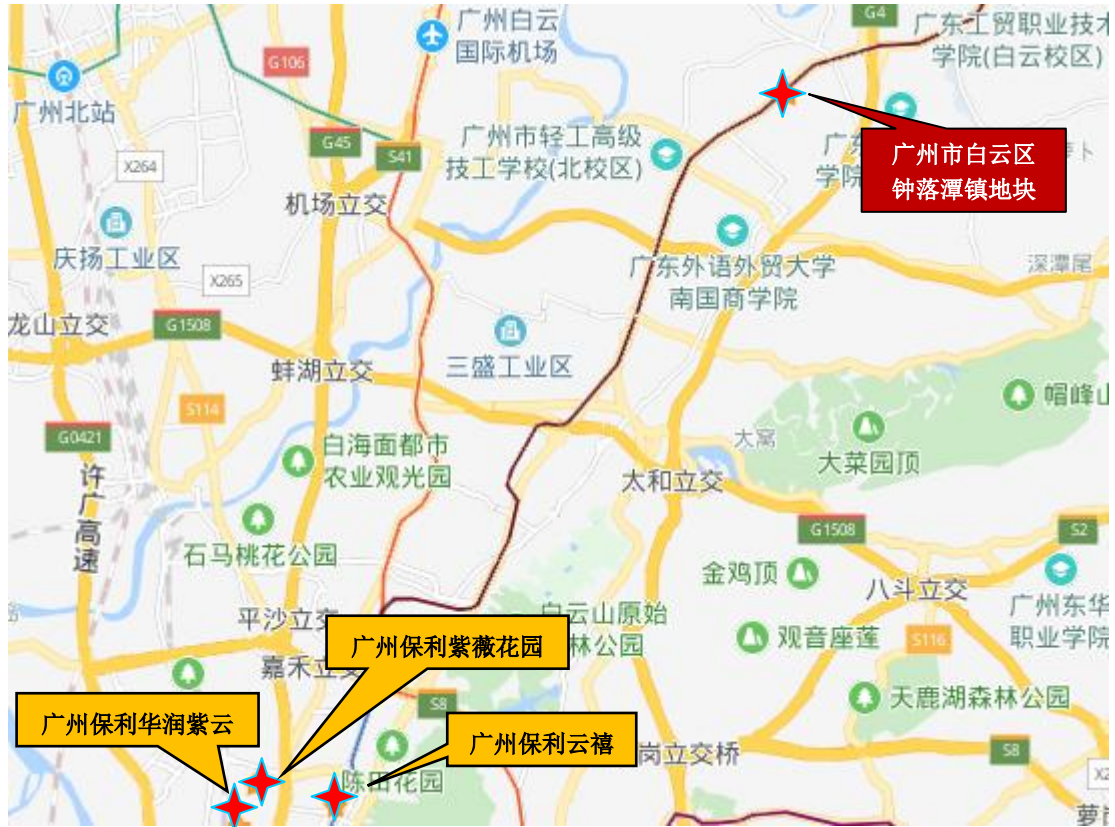 广州白云
国际机场
G4
广东工贸职业技术
学院(白云校区)
G106
广州北站
G45
S41
X264
广州市轻工高级
技工学校(北校区)
广东
学院
广州市白云区
钟落潭镇地块
机场立交
庆扬工业区
X265
广东外语外贸大学
南国商学院
深潭尾
龙山立交
G1508
三盛工业区
蚌湖立交
帽峰山
S114
G0421
白海面都市
农业观光园
大窝
大菜园顶
太和立交
许广高速
石马桃花公园
G1508
S2
金鸡顶
八斗立交
广州东华
职业学院
平沙立交
白云山原始
林公园
观音座莲
S116
广州保利紫薇花园
嘉禾立交
天鹿湖森林公园
S8
广州保利华润紫云
广州保利云禧
岗立交桥
S8
陈田花园
X2
萝岗